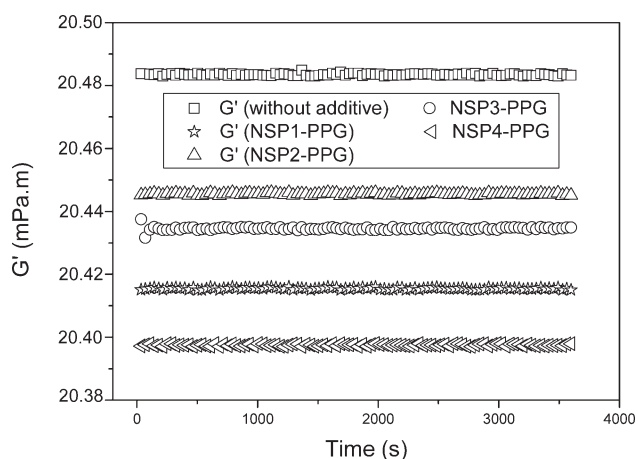 20.50
20.48
20.46
20.44
20.42
20.40
20.38
G' (mPa.m)
G' (without additive)
G' (NSP1-PPG)
G' (NSP2-PPG)
NSP3-PPG
NSP4-PPG
0 1000 2000 3000 4000
Time (s)